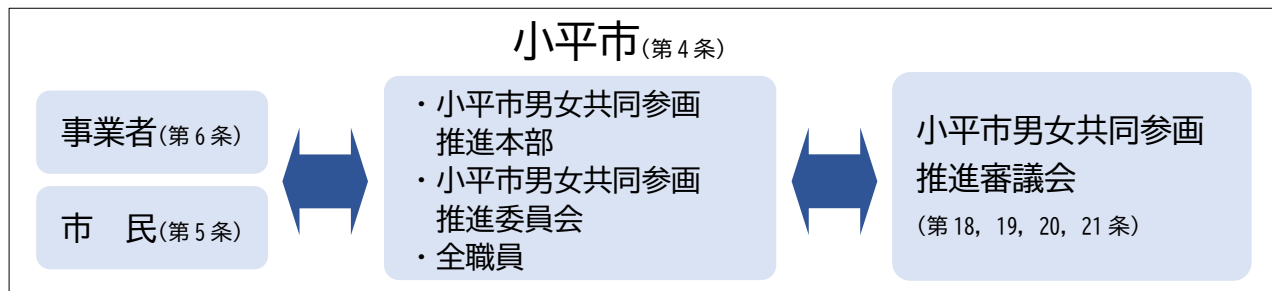 小平市(第4条)
事業者(第6条)
市　民(第5条)
・小平市男女共同参画
推進本部
・小平市男女共同参画
推進委員会
・全職員
小平市男女共同参画
推進審議会
(第18，19，20，21条)